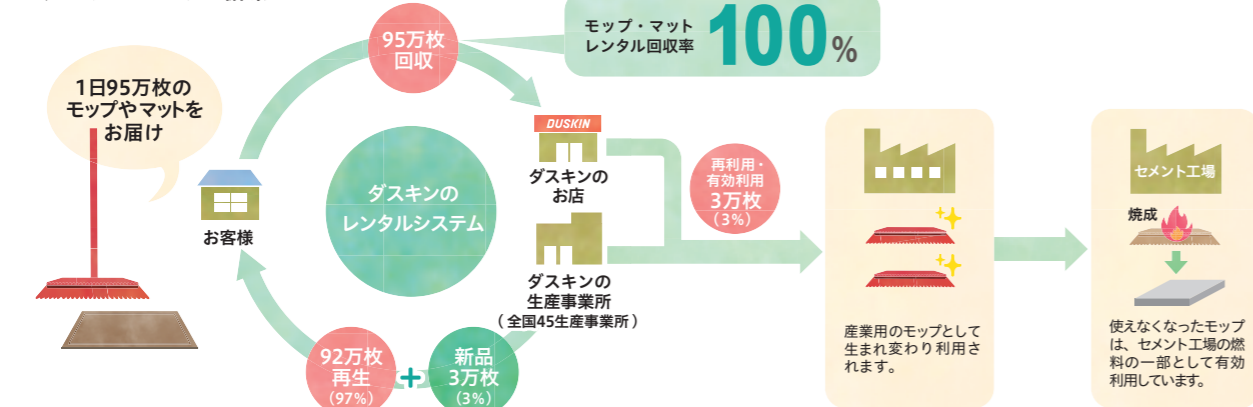 95万枚
回収
モップ・マット
レンタル回収率
100%
1日95万枚の
モップやマットを
お届け
お客様
ダスキンの
レンタルシステム
DUSKIN
ダスキンの
お店
ダスキンの
生産事業所
(全国45生産事業所)
92万枚
再生
(97%)
+
新品
3万枚
(3%)
再利用・
有効利用
3万枚
(3%)
産業用のモップとして
生まれ変わり利用さ
れます。
セメント工場
焼成
使えなくなったモップ
は、セメント工場の燃
料の一部として有効
利用しています。